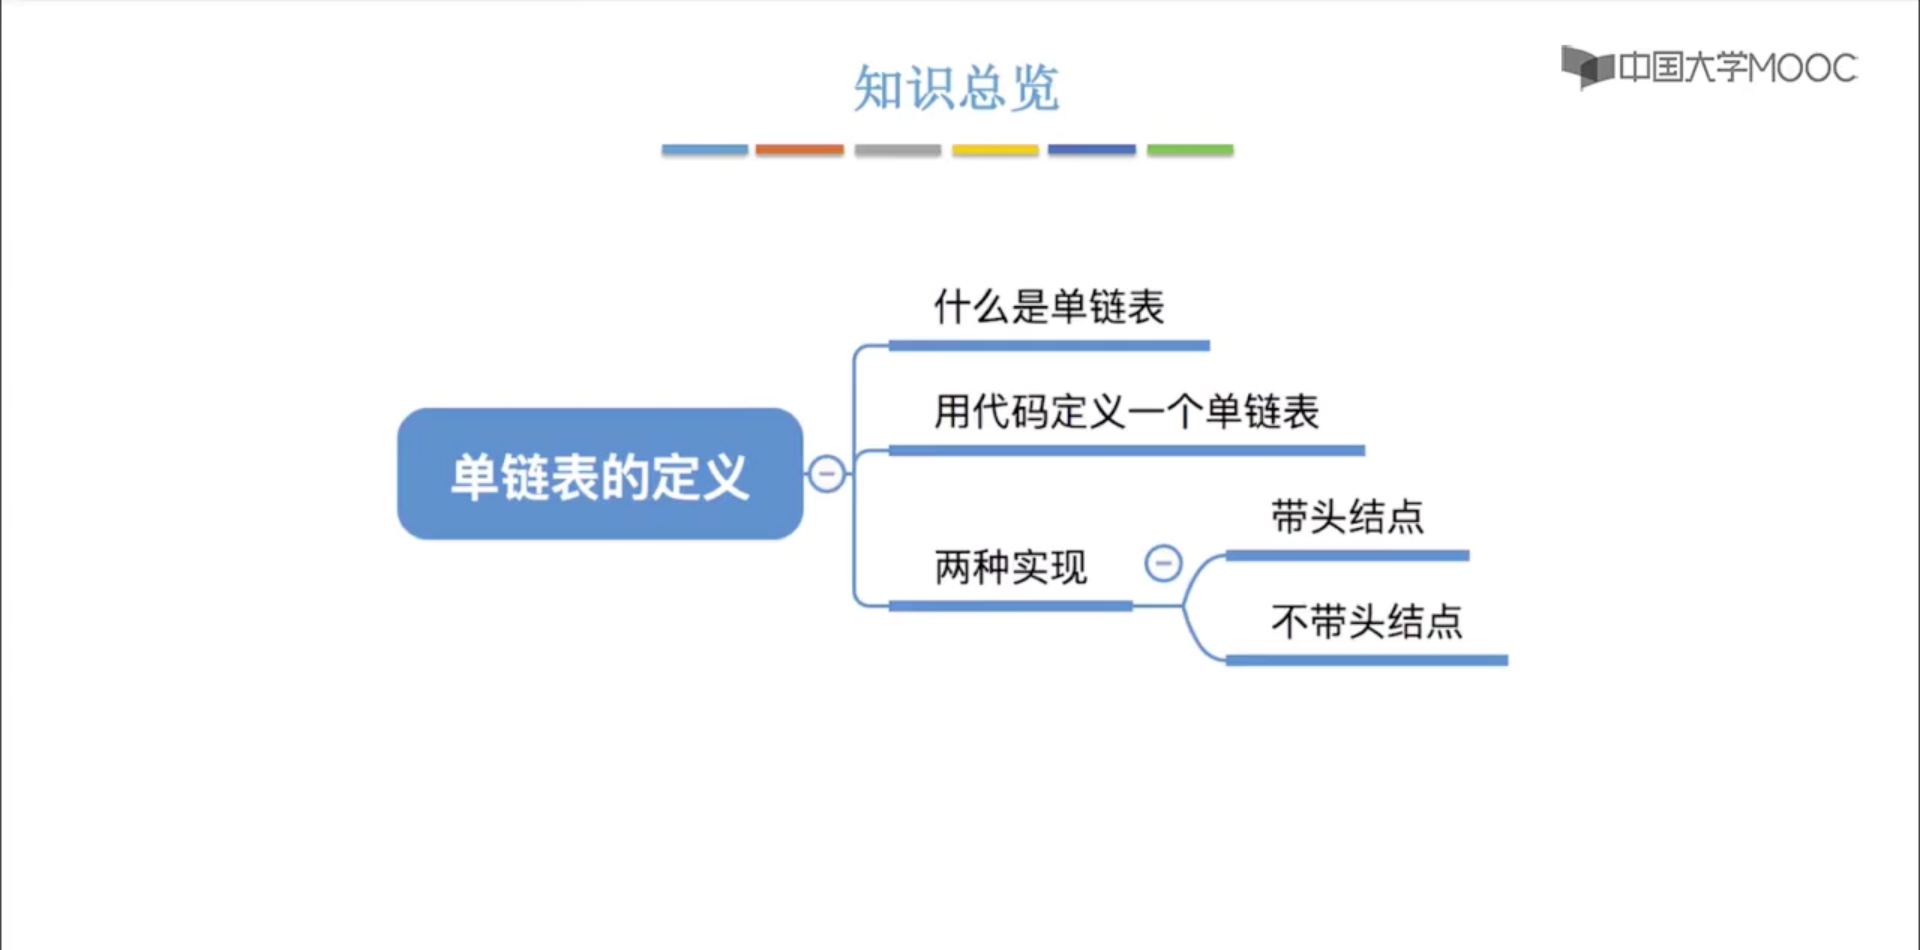 知识总览
中国大学MOOC
单链表的定义
什么是单链表
用代码定义一个单链表
两种实现
带头结点
不带头结点